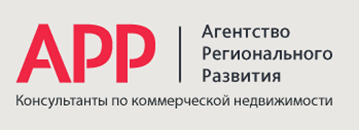 АРР
Агентство
Регионального
Развития
Консультанты по коммерческой недвижимости